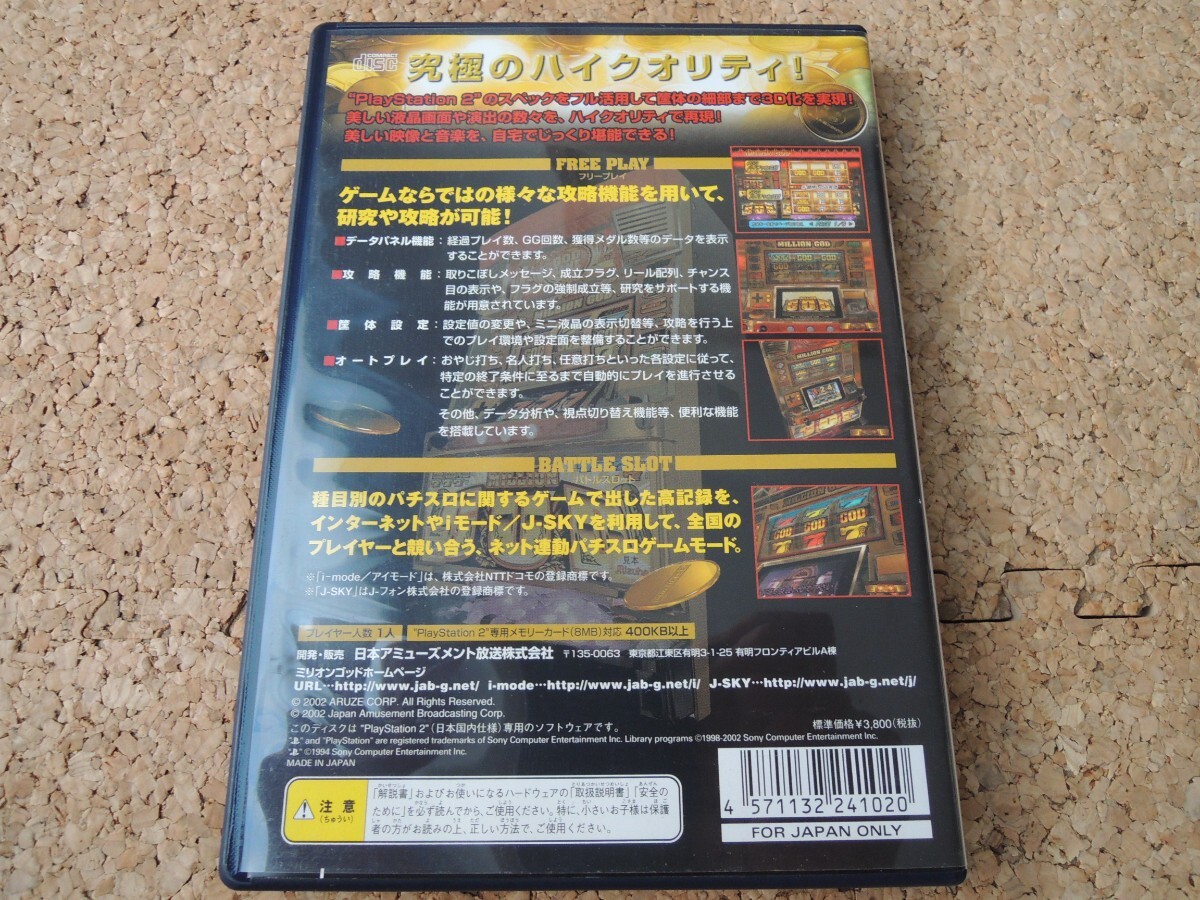 COMPACT
disc
究極のハイクオリティ!
"PlayStation 2"のスペックをフル活用して筐体の細部まで3D化を実現!
美しい液晶画面や演出の数々を、ハイクオリティで再現!
美しい映像と音楽を、自宅でじっくり堪能できる!
FREE PLAY
フリープレイ
ゲームならではの様々な攻略機能を用いて、
研究や攻略が可能!
■データパネル機能:経過プレイ数、GG回数、獲得メダル数等のデータを表示
することができます。
■攻略機能:取りこぼしメッセージ、成立フラグ、リール配列、チャンス
目の表示や、フラグの強制成立等、研究をサポートする機
能が用意されています。
■筐体設定:設定値の変更や、ミニ液晶の表示切替等、攻略を行う上
でのプレイ環境や設定面を整備することができます。
■オートプレイ:おやじ打ち、名人打ち、任意打ちといった各設定に従って、
特定の終了条件に至るまで自動的にプレイを進行させる
ことができます。
その他、データ分析や、視点切り替え機能等、便利な機能
を搭載しています。
MILLION GOD
MILLION GOD
BATTLE SLOT
バトルスロット
MILLION
種目別のパチスロに関するゲームで出した高記録を、
インターネットやiモード/J-SKYを利用して、全国の
プレイヤーと競い合う、ネット連動パチスロゲームモード。
GOD GOD GOD
見本
※「i-mode/アイモード」は、株式会社NTTドコモの登録商標です。
※「J-SKY」はJ-フォン株式会社の登録商標です。
プレイヤー人数 1人
"PlayStation 2"専用メモリーカード(8MB)対応 400KB以上
開発・販売 日本アミューズメント放送株式会社 〒135-0063 東京都江東区有明3-1-25 有明フロンティアビルA棟
ミリオンゴッドホームページ
URL…http://www.jab-g.net/ i-mode…http://www.jab-g.net/i/ J-SKY…http://www.jab-g.net/j/
© 2002 ARUZE CORP. All Rights Reserved.
© 2002 Japan Amusement Broadcasting Corp.
このディスクは "PlayStation 2"(日本国内仕様)専用のソフトウェアです。
標準価格¥3,800(税抜)
" " and "PlayStation" are registered trademarks of Sony Computer Entertainment Inc. Library programs ©1998-2002 Sony Computer Entertainment Inc.
" " ©1994 Sony Computer Entertainment Inc.
MADE IN JAPAN
注意
(ちゅうい)
「解説書」およびお使いになるハードウェアの「取扱説明書」「安全の
ために」を必ず読んでから、ご使用ください。特に、小さいお子様は保護
者の方がお読みの上、正しい方法で、ご使用ください。
4 571132 241020
FOR JAPAN ONLY